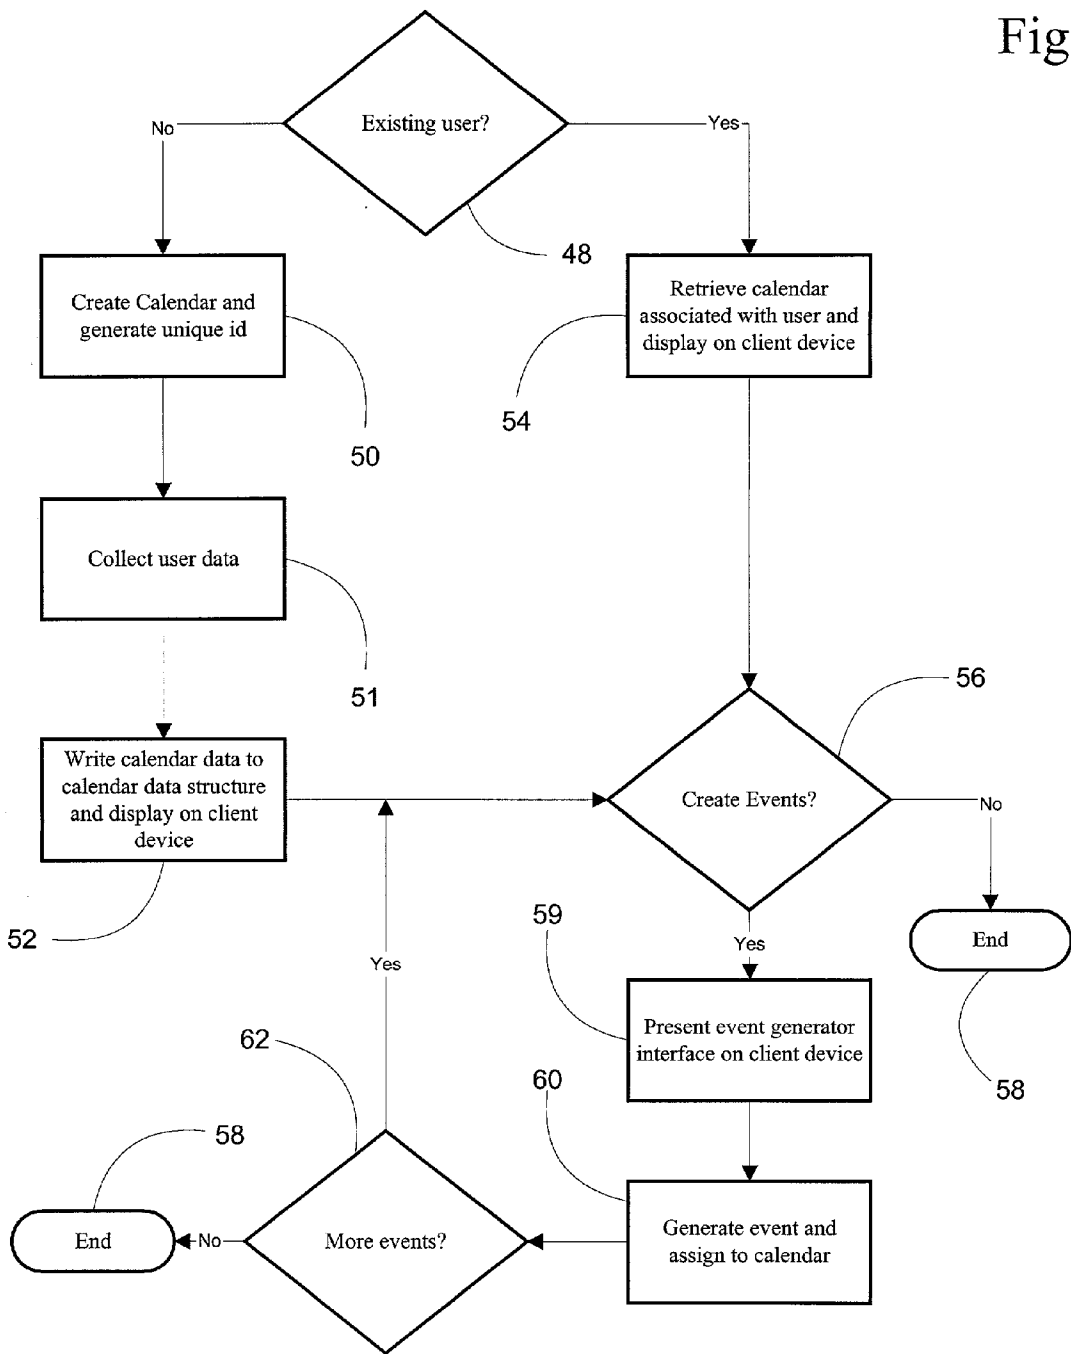 Fig
Existing user?
No
Yes
48
Create Calendar and
generate unique id
Retrieve calendar
associated with user and
display on client device
50
54
Collect user data
51
56
Write calendar data to
calendar data structure
and display on client
device
52
Create Events?
No
End
58
Yes
59
Present event generator
interface on client device
60
Generate event and
assign to calendar
Yes
62
More events?
58
No
End